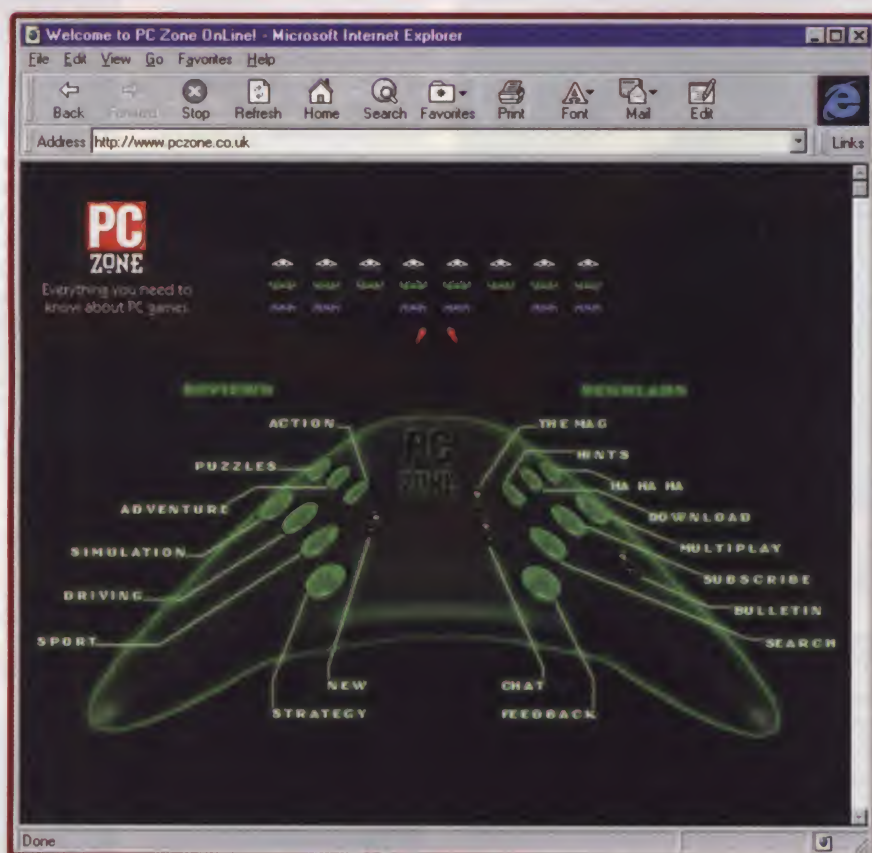 Welcome to PC Zone OnLine! - Microsoft Internet Explorer
File Edit View Go Favorites Help
Back Forward Stop Refresh Home Search Favorites Print Font Mail Edit
Address http://www.pczone.co.uk Links
PC
ZONE
Everything you need to
know about PC games
REVIEWS
REGULARS
ACTION
THE MAG
PC
ZONE
PUZZLES
HINTS
HA HA HA
ADVENTURE
DOWNLOAD
SIMULATION
MULTIPLAY
DRIVING
SUBSCRIBE
BULLETIN
SPORT
SEARCH
NEW
CHAT
STRATEGY
FEEDBACK
Done